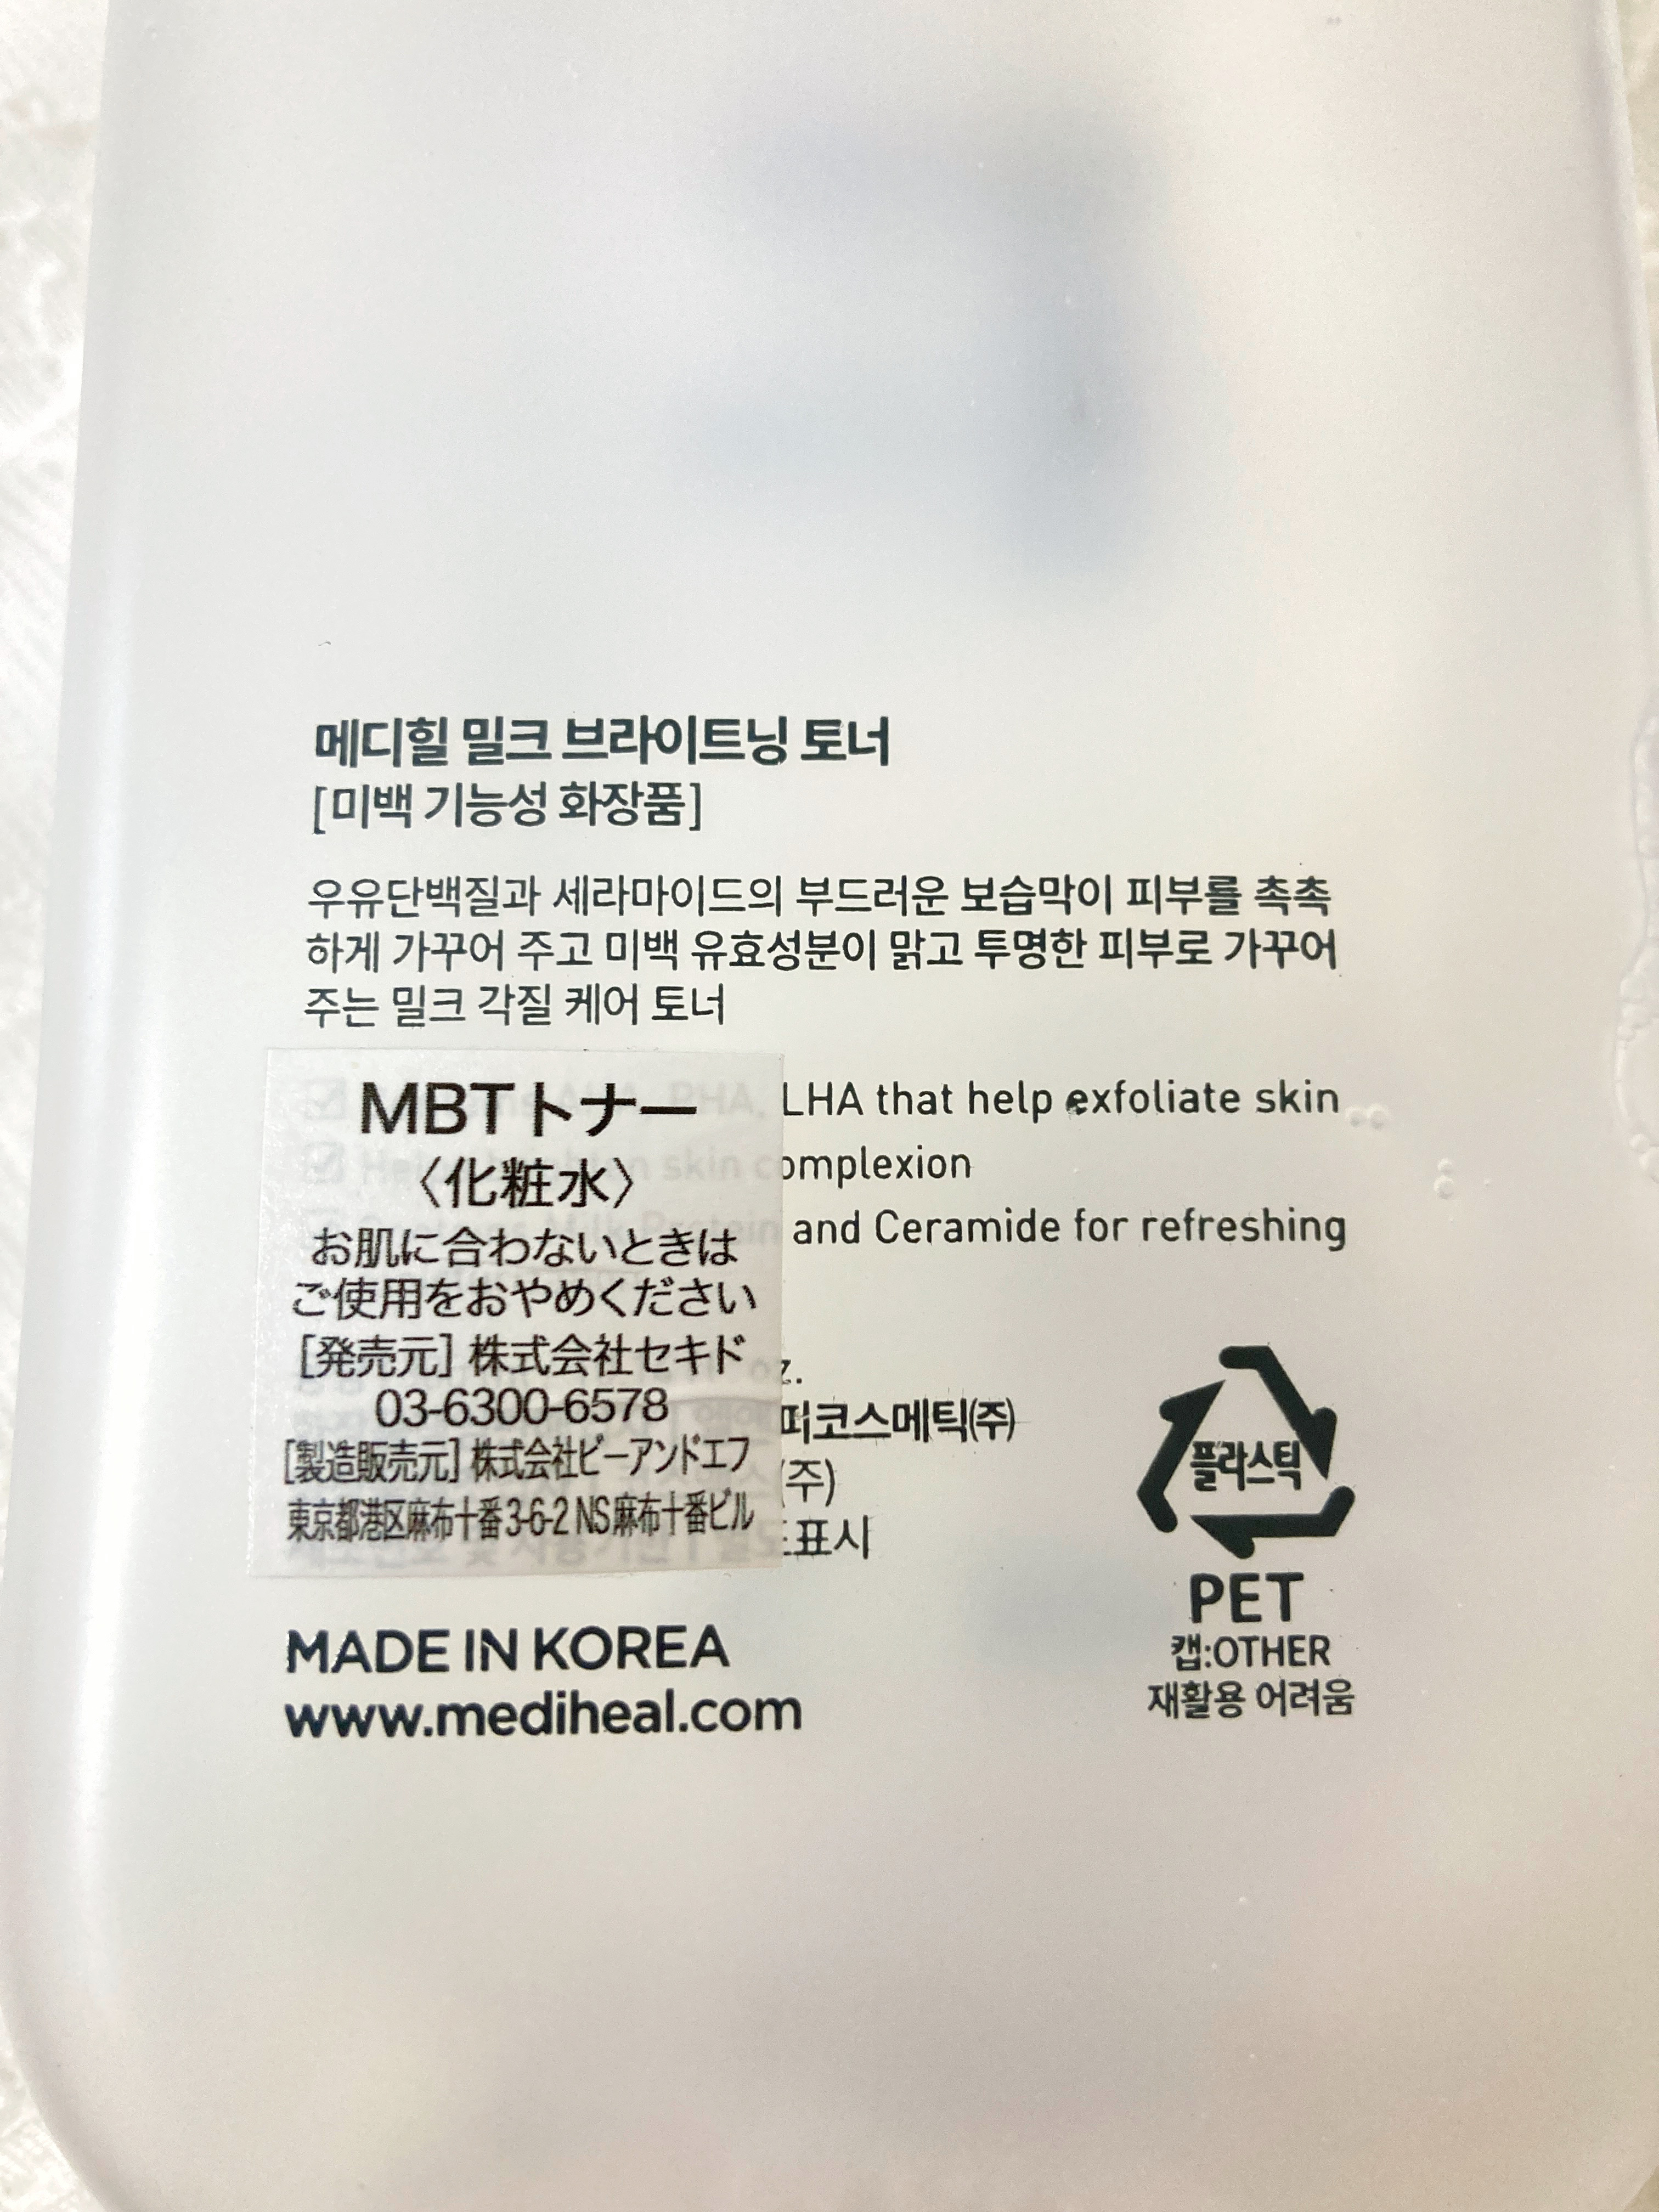 메디힐 밀크 브라이트닝 토너
[미백 기능성 화장품]
우유단백질과 세라마이드의 부드러운 보습막이 피부를 촉촉
하게 가꾸어 주고 미백 유효성분이 맑고 투명한 피부로 가꾸어
주는 밀크 각질 케어 토너
LHA that help exfoliate skin
complexion
and Ceramide for refreshing
MBTトナー
〈化粧水〉
お肌に合わないときは
ご使用をおやめください
[発売元] 株式会社セキド
03-6300-6578
[製造販売元] 株式会社ビーアンドエフ
東京都港区麻布十番3-6-2 NS麻布十番ビル
z.
피코스메틱(주)
(주)
표시
MADE IN KOREA
www.mediheal.com
플라스틱
PET
캡:OTHER
재활용 어려움